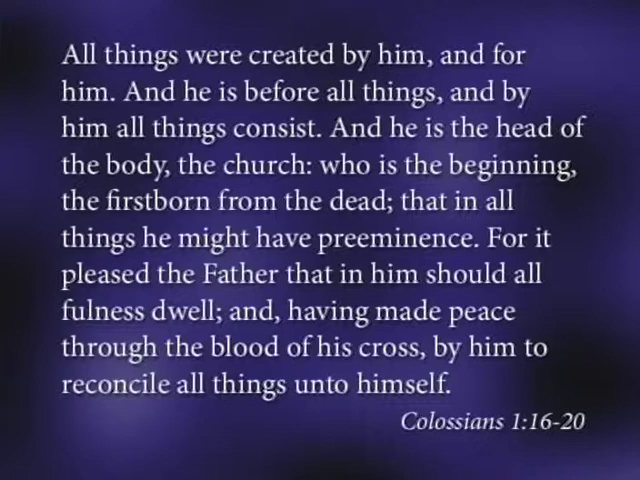 All things were created by him, and for
him. And he is before all things, and by
him all things consist. And he is the head of
the body, the church: who is the beginning,
the firstborn from the dead; that in all
things he might have preeminence. For it
pleased the Father that in him should all
fulness dwell; and, having made peace
through the blood of his cross, by him to
reconcile all things unto himself.
Colossians 1:16-20